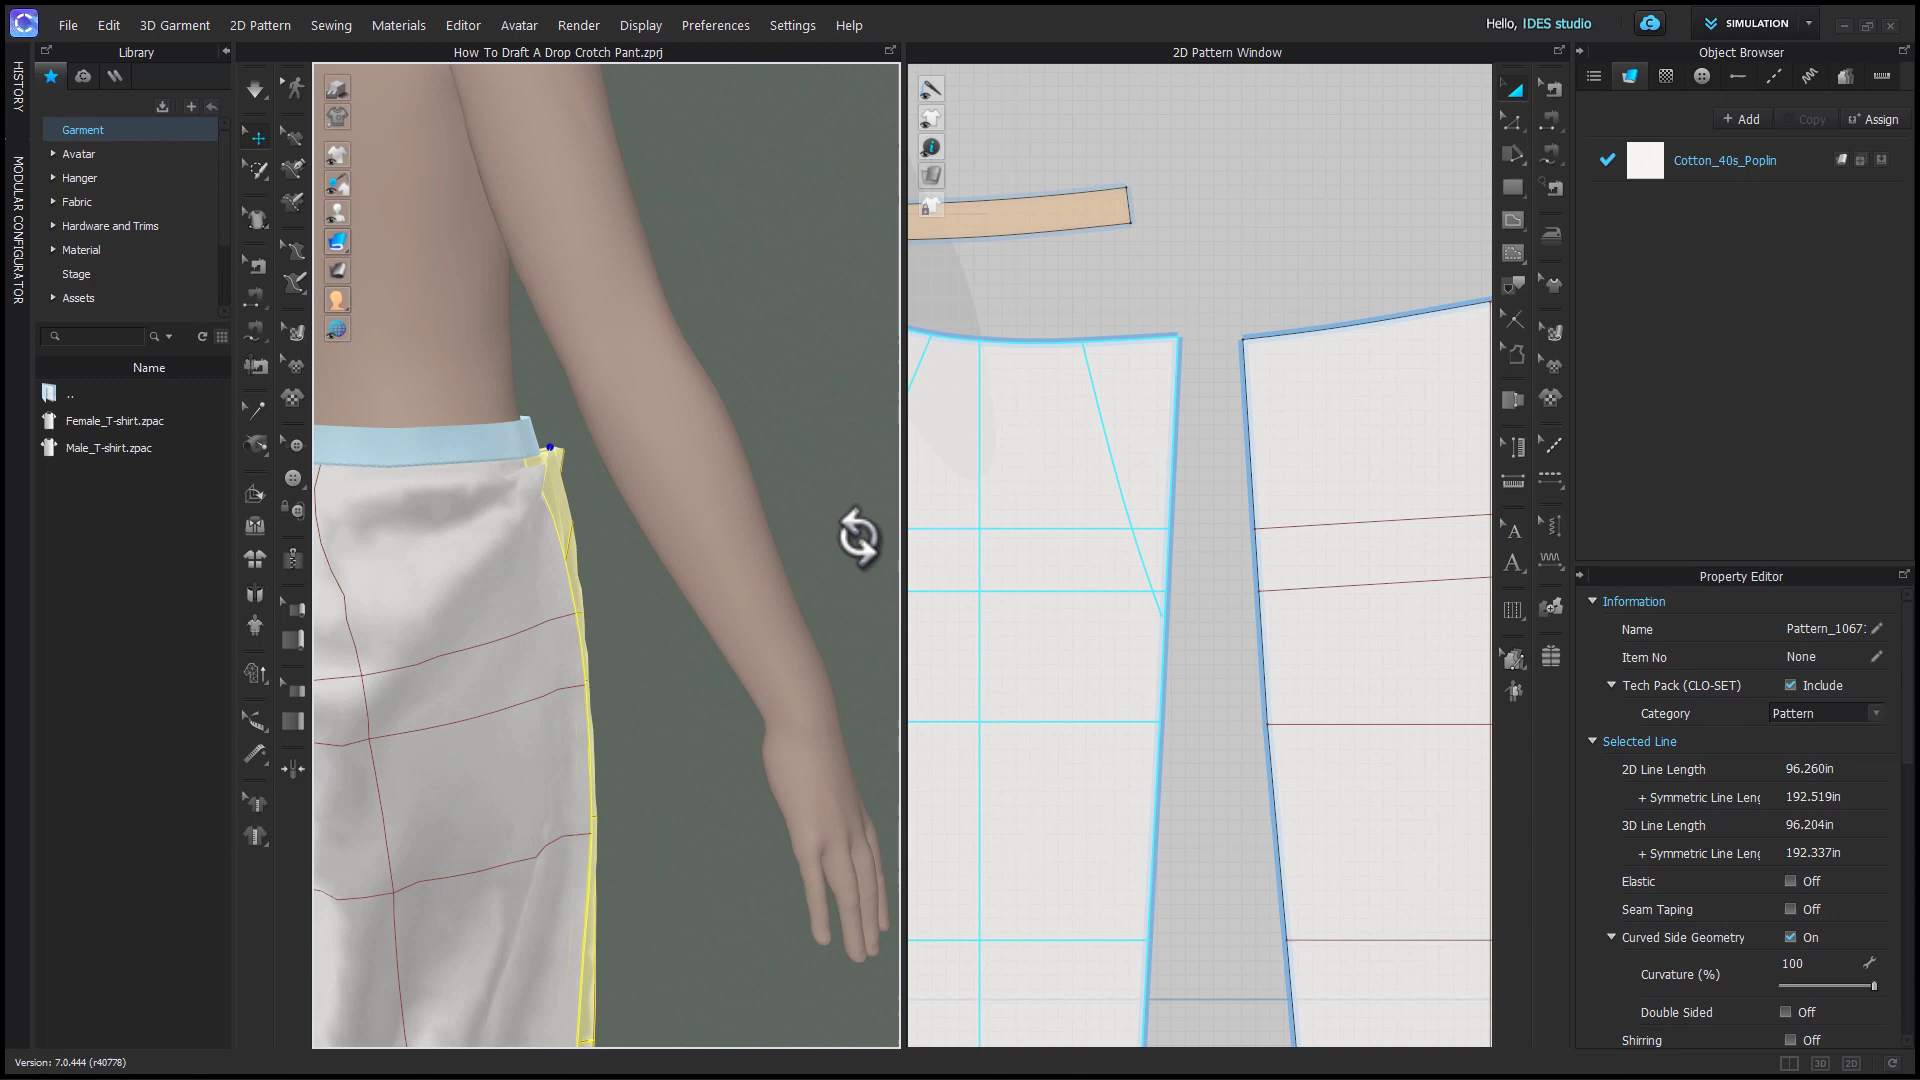 File Edit 3D Garment 2D Pattern Sewing Materials Editor Avatar Render Display Preferences Settings Help
Hello, IDES studio
SIMULATION
Library
How To Draft A Drop Crotch Pant.zprj
2D Pattern Window
Object Browser
HISTORY
MODULAR CONFIGURATOR
Garment
Avatar
Hanger
Fabric
Hardware and Trims
Material
Stage
Assets
Name
..
Female_T-shirt.zpac
Male_T-shirt.zpac
+ Add
Copy
Assign
Cotton_40s_Poplin
Property Editor
Information
Name Pattern_1067:
Item No None
Tech Pack (CLO-SET) Include
Category Pattern
Selected Line
2D Line Length 96.260in
+ Symmetric Line Leng 192.519in
3D Line Length 96.204in
+ Symmetric Line Leng 192.337in
Elastic Off
Seam Taping Off
Curved Side Geometry On
Curvature (%) 100
Double Sided Off
Shirring Off
Version: 7.0.444 (r40778)
3D
2D